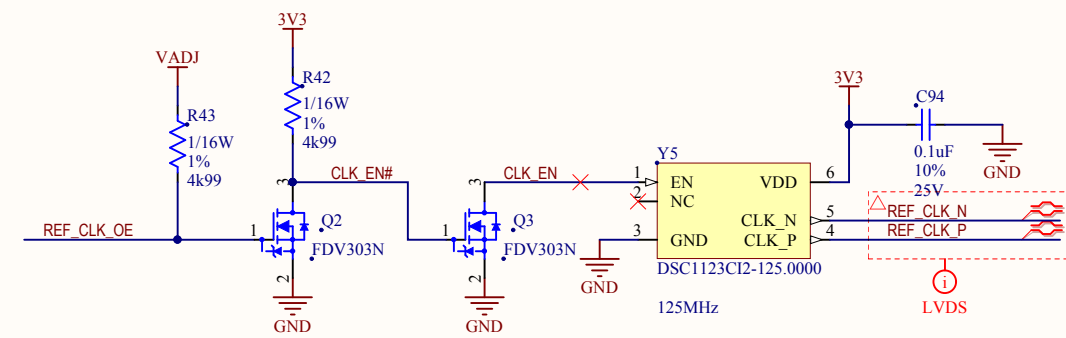 3V3
VADJ
R42
1/16W
1%
4k99
R43
1/16W
1%
4k99
3V3
C94
0.1uF
10%
25V
GND
Y5
CLK_EN#
CLK_EN
3
3
1
EN
VDD
6
2
NC
REF_CLK_OE
1
Q2
FDV303N
1
Q3
FDV303N
CLK_N
5
REF_CLK_N
3
GND
CLK_P
4
REF_CLK_P
2
2
GND
GND
GND
DSC1123CI2-125.0000
125MHz
i
LVDS